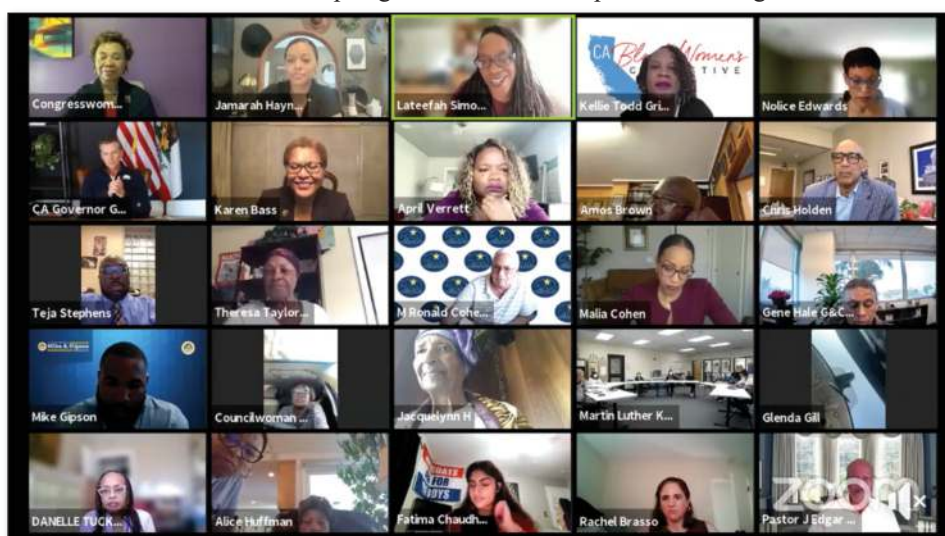 Congresswom...
Jamarah Hayn...
Lateefah Simo...
CA
Kellie Todd Gri...
Nolice Edwards
CA Governor G...
Karen Bass
April Verrett
Amos Brown
Chris Holden
Teja Stephens
Theresa Taylor...
M Ronald Cohe...
Malia Cohen
Gene Hale G&C...
Mike Gipson
Councilwoman ...
Jacquelynn H
Martin Luther K...
Glenda Gill
DANELLE TUCK...
Alice Huffman
FOR
Fatima Chaudh...
Rachel Brasso
Pastor J Edgar ...
zoom